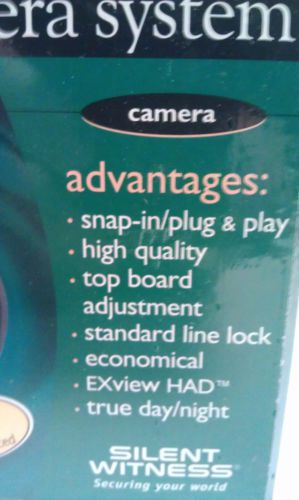 era system
camera
advantages:
• snap-in/plug & play
• high quality
• top board
adjustment
• standard line lock
• economical
• EXview HAD™
• true day/night
SILENT
WITNESS®
Securing your world